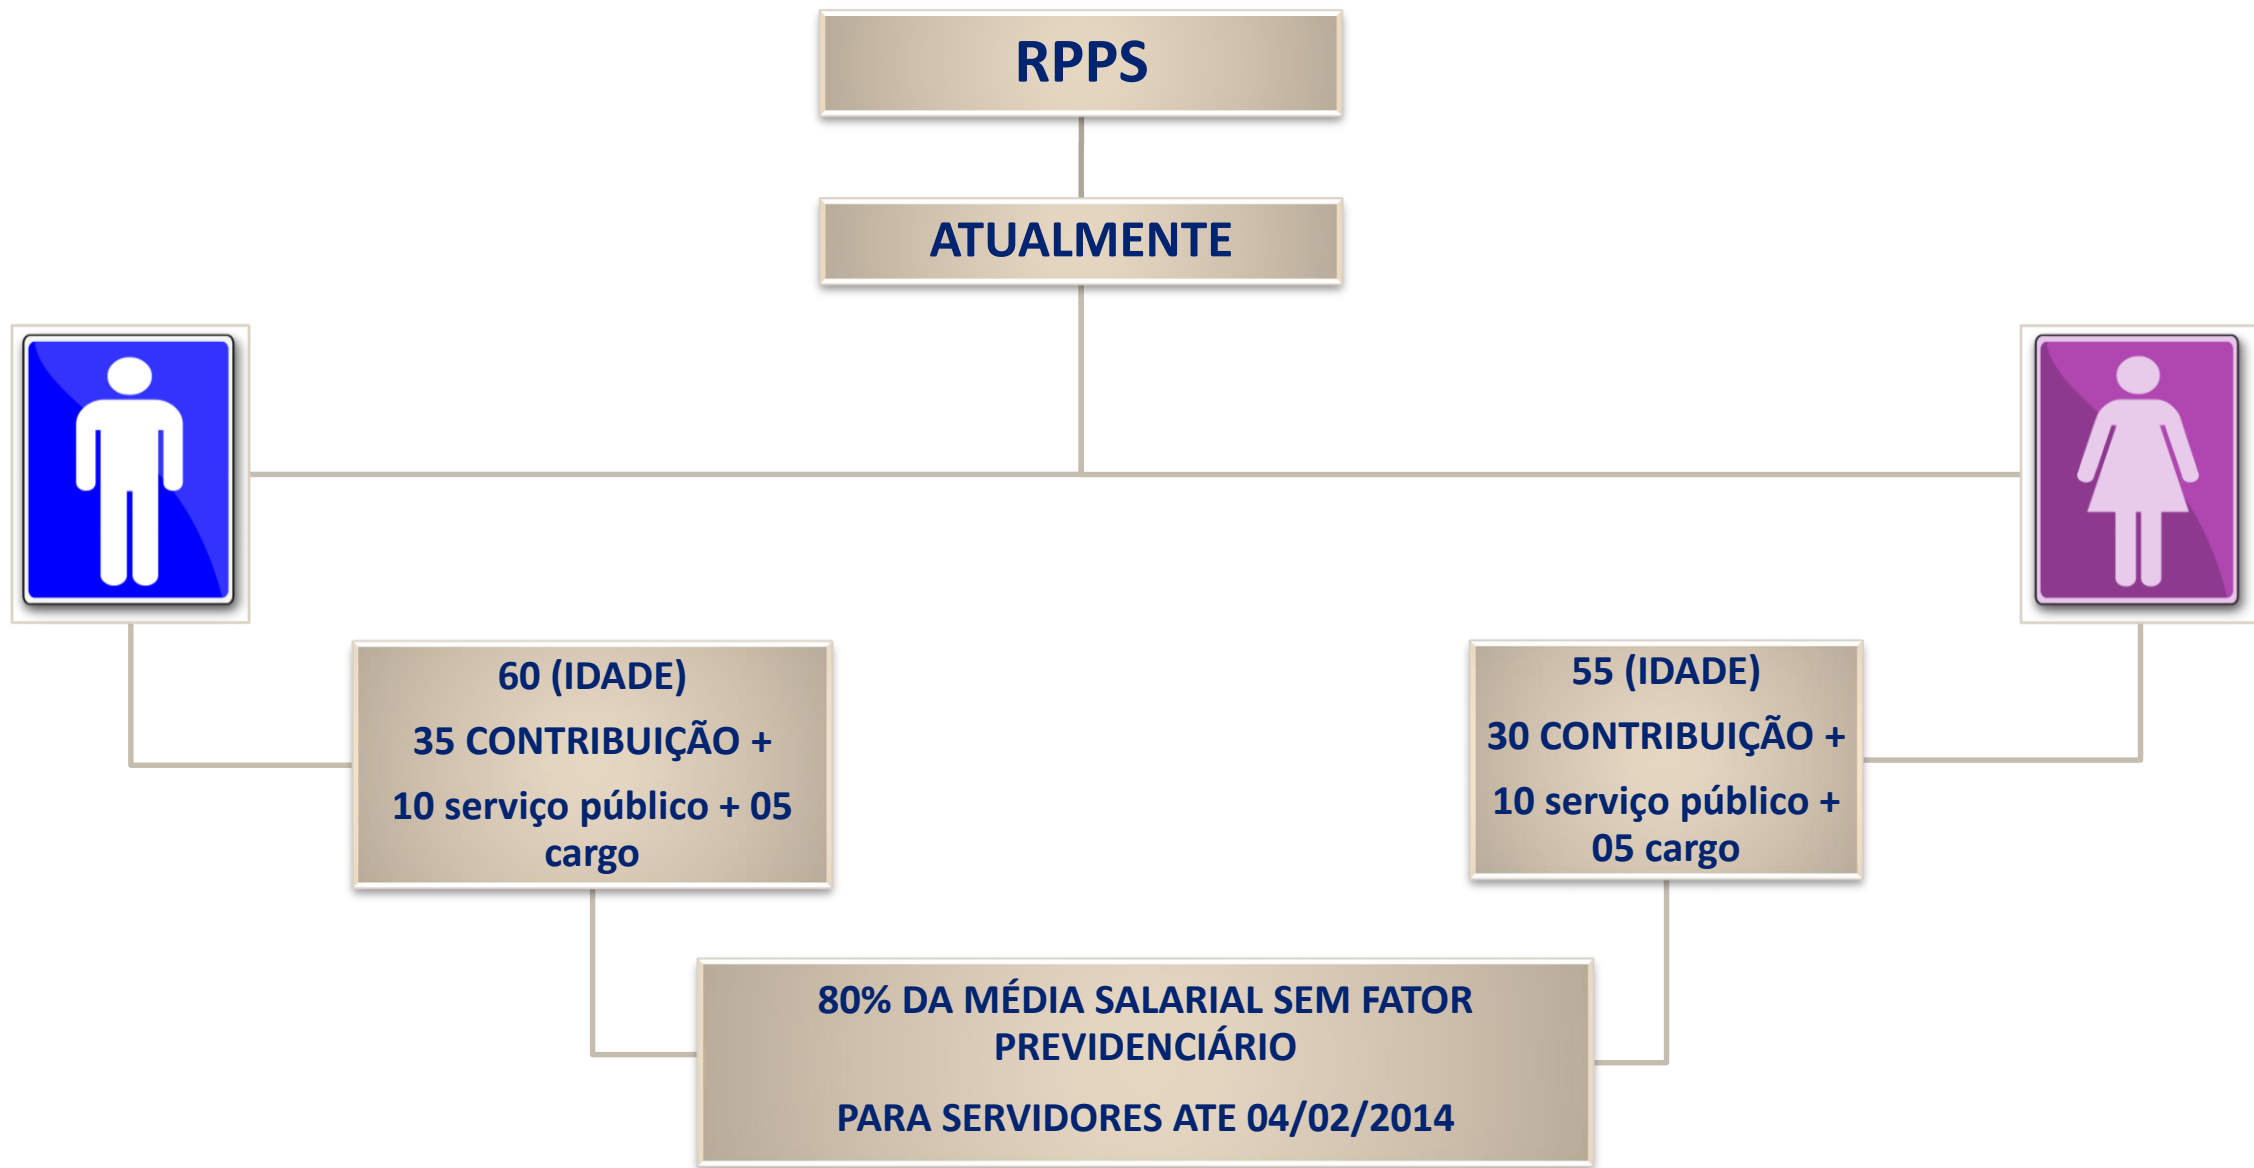 RPPS
ATUALMENTE
60 (IDADE)
35 CONTRIBUIÇÃO +
10 serviço público + 05
cargo
55 (IDADE)
30 CONTRIBUIÇÃO +
10 serviço público +
05 cargo
80% DA MÉDIA SALARIAL SEM FATOR
PREVIDENCIÁRIO
PARA SERVIDORES ATE 04/02/2014